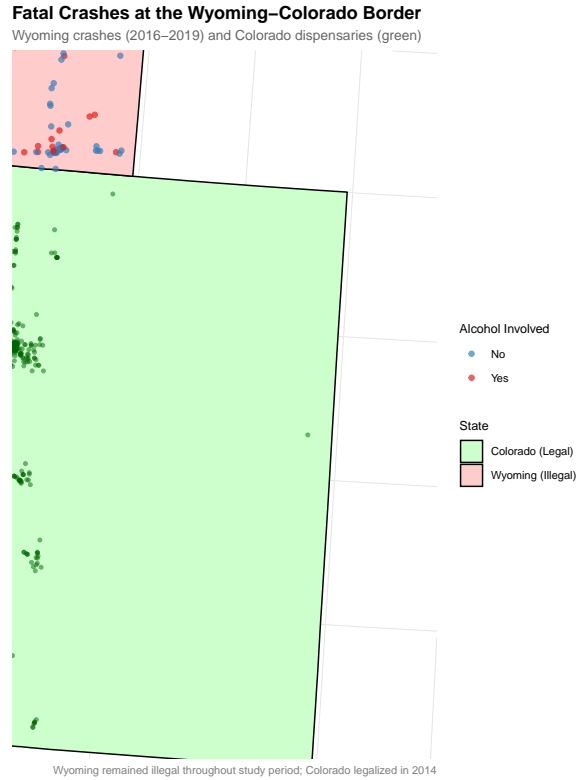 Fatal Crashes at the Wyoming–Colorado Border
Wyoming crashes (2016–2019) and Colorado dispensaries (green)
Alcohol Involved
No
Yes
State
Colorado (Legal)
Wyoming (Illegal)
Wyoming remained illegal throughout study period; Colorado legalized in 2014